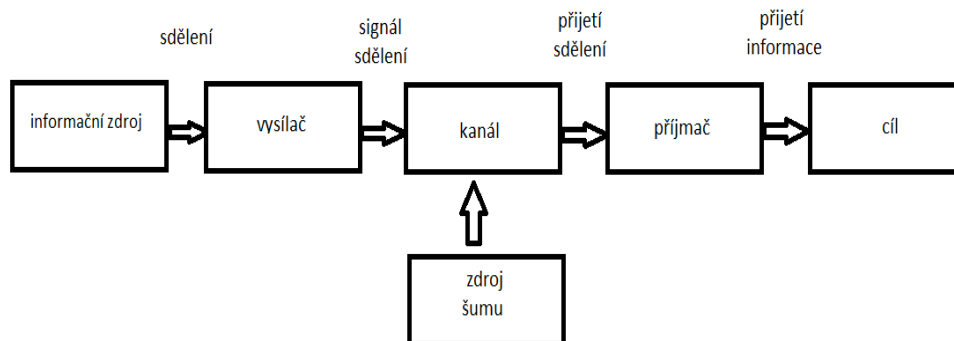 sdělení
signál
sdělení
přijetí
sdělení
přijetí
informace
informační zdroj
vysílač
kanál
příjmač
cíl
zdroj
šumu